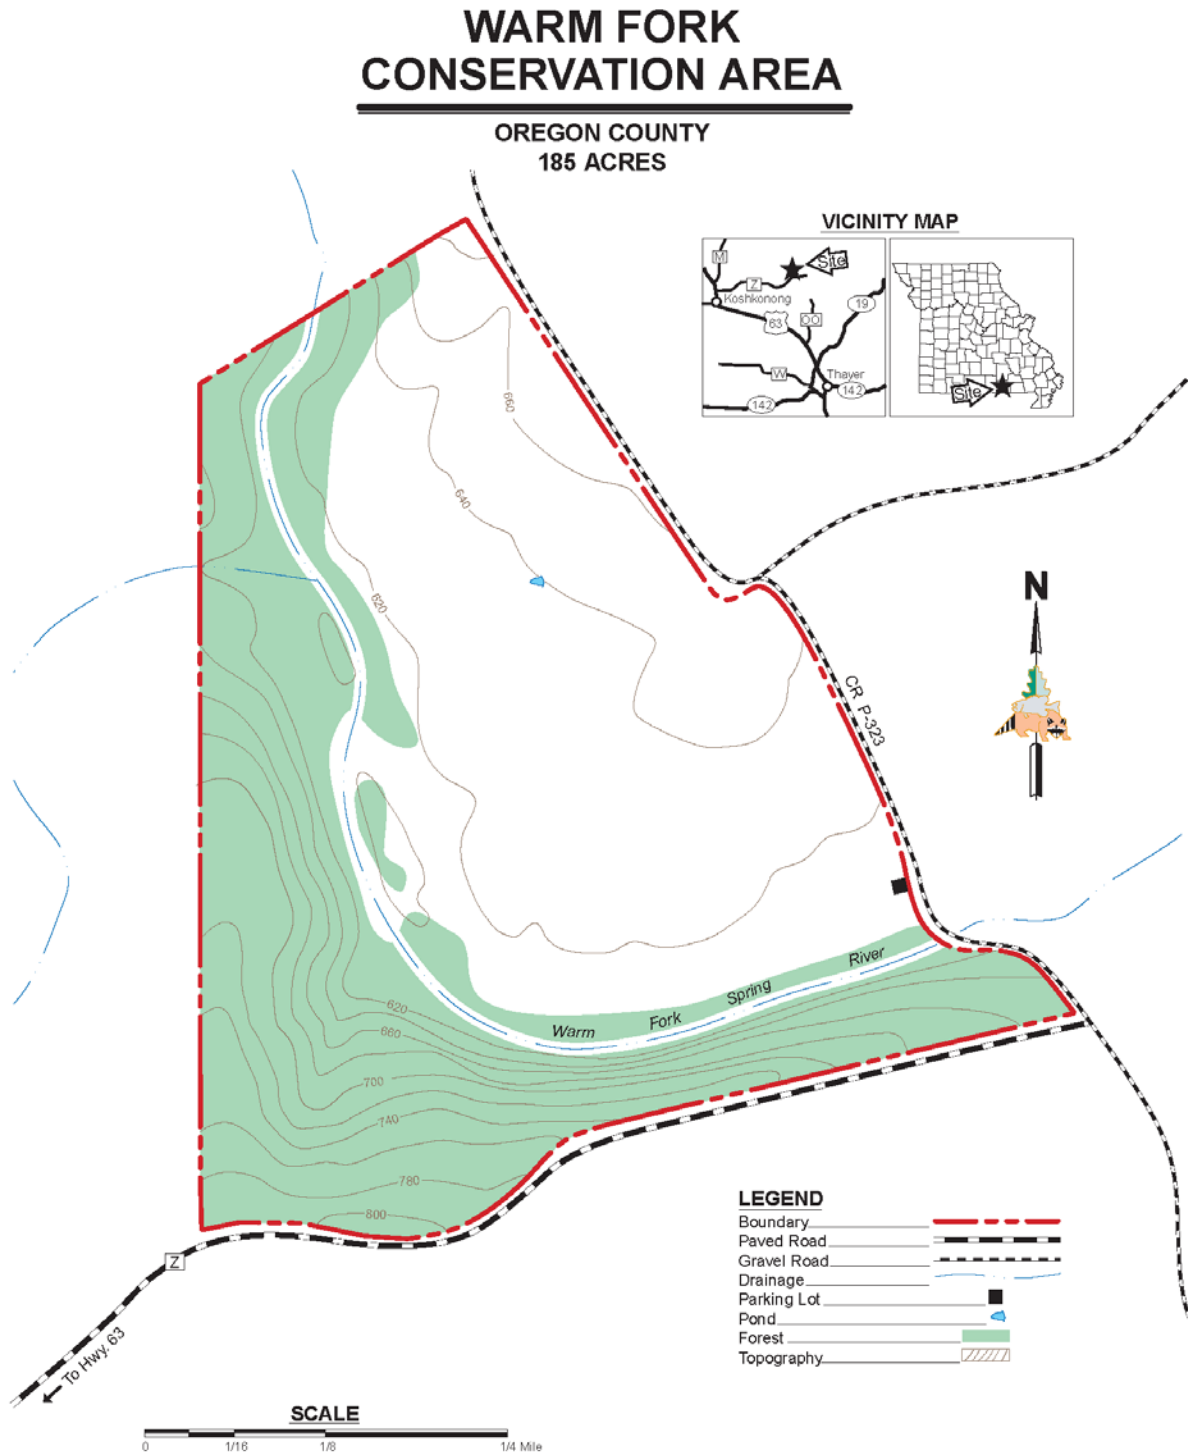 WARM FORK
CONSERVATION AREA
OREGON COUNTY
185 ACRES
VICINITY MAP
M
Site
Z
Koshkonong
63
OO
19
W
Thayer
142
142
Site
660
640
620
N
CR P-323
River
Spring
Fork
Warm
620
660
700
740
780
800
Z
To Hwy. 63
LEGEND
Boundary
Paved Road
Gravel Road
Drainage
Parking Lot
Pond
Forest
Topography
SCALE
0 1/16 1/8 1/4 Mile